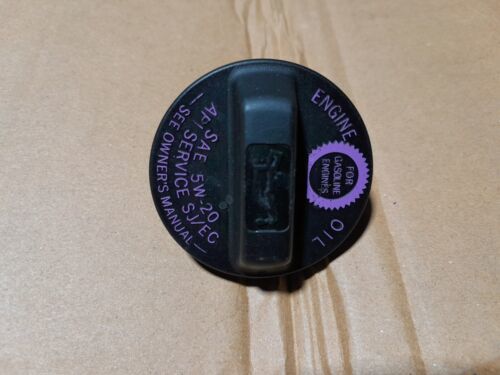 ENGINE OIL
FOR
GASOLINE
ENGINES
SAE 5W-20
API SERVICE SJ/EC
— SEE OWNER'S MANUAL —